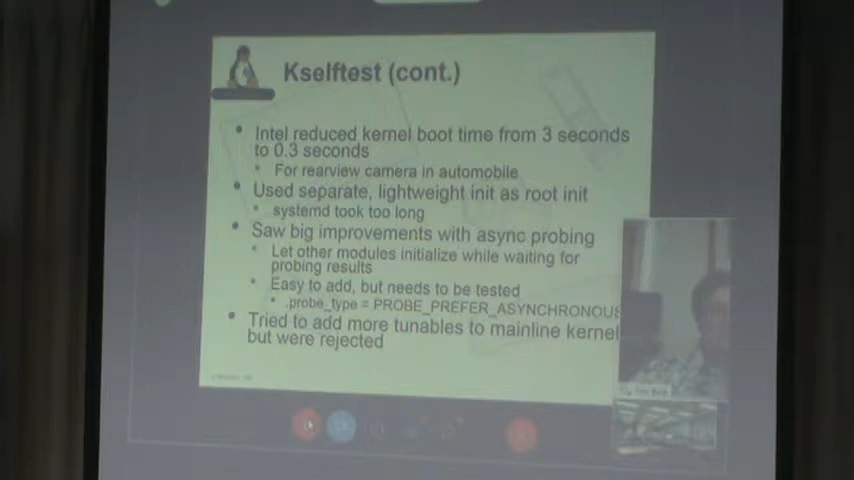 Kselftest (cont.)
Intel reduced kernel boot time from 3 seconds
to 0.3 seconds
For rearview camera in automobile
Used separate, lightweight init as root init
systemd took too long
Saw big improvements with async probing
Let other modules initialize while waiting for
probing results
Easy to add, but needs to be tested
.probe_type = PROBE_PREFER_ASYNCHRONOUS
Tried to add more tunables to mainline kernel
but were rejected